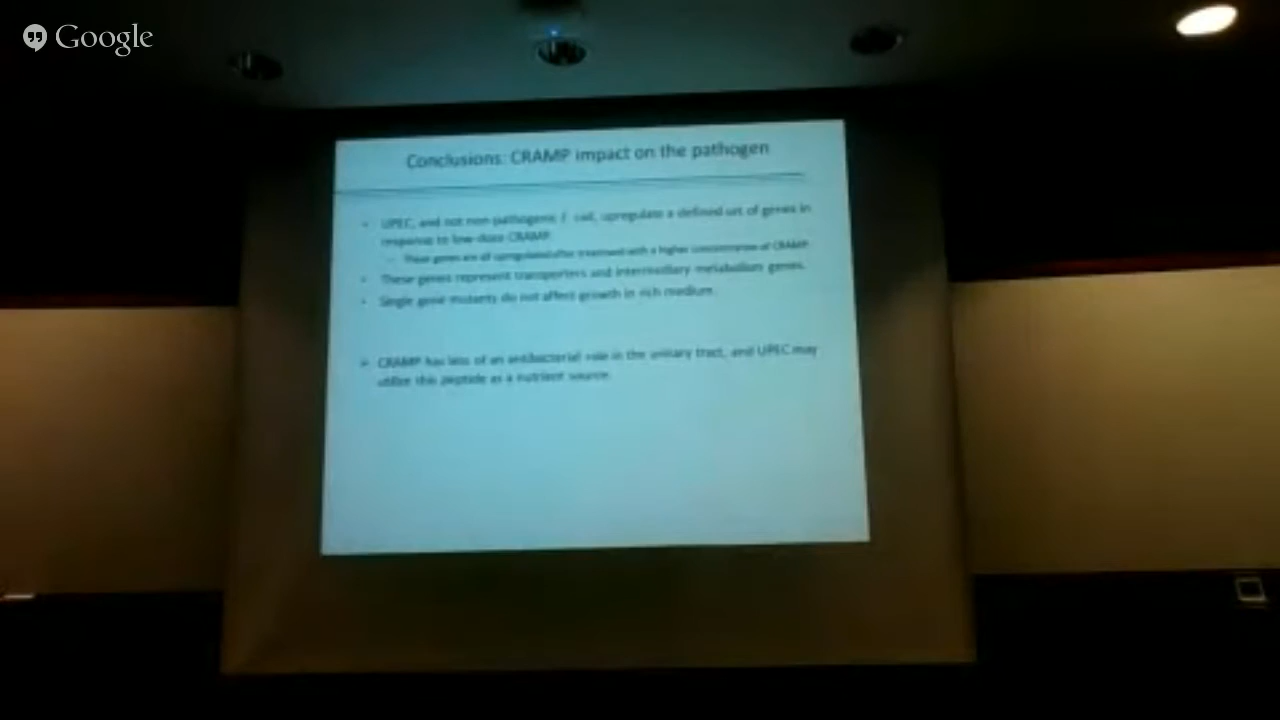 Google
Conclusions: CRAMP impact on the pathogen
UPEC, and not non-pathogenic E. coli, upregulate a defined set of genes in
response to low-dose CRAMP
These genes are all upregulated after treatment with a higher concentration of CRAMP
These genes represent transporters and intermediary metabolism genes.
Single gene mutants do not affect growth in rich medium.
CRAMP has less of an antibacterial role in the urinary tract, and UPEC may
utilize this peptide as a nutrient source.